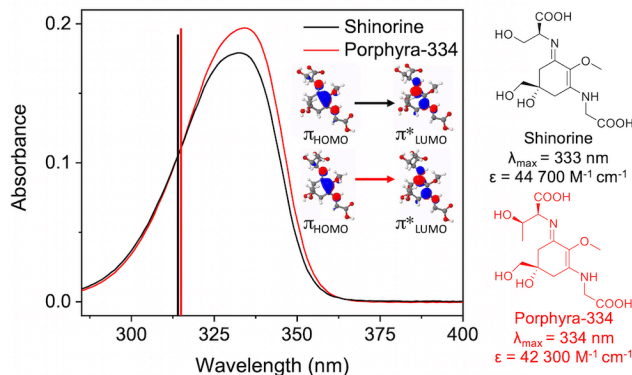 0.2
0.1
0.0
Absorbance
300
325
350
375
400
Wavelength (nm)
Shinorine
Porphyra-334
πHOMO
π*LUMO
πHOMO
π*LUMO
COOH
HO
N
O
HO
HO
NH
COOH
Shinorine
λmax = 333 nm
ε = 44 700 M-1 cm-1
COOH
HO
N
O
HO
HO
NH
COOH
Porphyra-334
λmax = 334 nm
ε = 42 300 M-1 cm-1